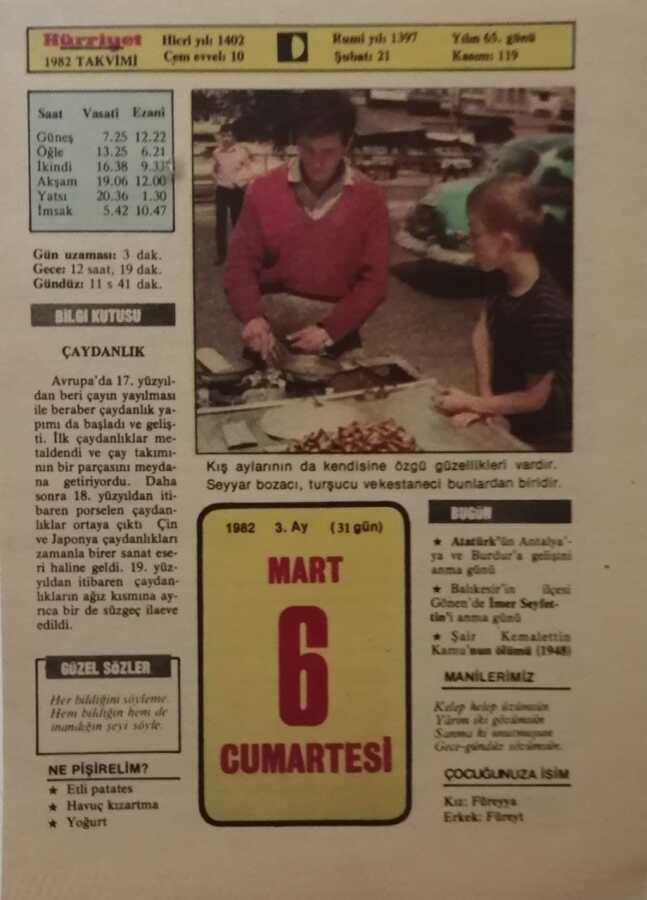 Hürriyet
1982 TAKVİMİ
Hicri yılı 1402
Cem evvel: 10
Rumi yılı 1397
Şubat: 21
Yılın 65. günü
Kasım: 119
Saat Vasatî Ezanî
Güneş 7.25 12.22
Öğle 13.25 6.21
İkindi 16.38 9.33
Akşam 19.06 12.00
Yatsı 20.36 1.30
İmsak 5.42 10.47
Gün uzaması: 3 dak.
Gece: 12 saat, 19 dak.
Gündüz: 11 s 41 dak.
BİLGİ KUTUSU
ÇAYDANLIK
Avrupa'da 17. yüzyıl-
dan beri çayın yayılması
ile beraber çaydanlık ya-
pımı da başladı ve geliş-
ti. İlk çaydanlıklar me-
taldendi ve çay takımı-
nın bir parçasını meyda-
na getiriyordu. Daha
sonra 18. yüzyıldan iti-
baren porselen çaydan-
lıklar ortaya çıktı Çin
ve Japonya çaydanlıkları
zamanla birer sanat ese-
ri haline geldi. 19. yüz-
yıldan itibaren çaydan-
lıkların ağız kısmına ay-
rıca bir de süzgeç ilaeve
edildi.
GÜZEL SÖZLER
Her bildiğini söyleme.
Hem bildiğin hem de
inandığın şeyi söyle.
NE PİŞİRELİM?
★ Etli patates
★ Havuç kızartma
★ Yoğurt
Kış aylarının da kendisine özgü güzellikleri vardır.
Seyyar bozacı, turşucu vekestaneci bunlardan biridir.
1982 3. Ay (31 gün)
MART
6
CUMARTESİ
BUGÜN
★ Atatürk'ün Antalya'-
ya ve Burdur'a gelişini
anma günü
★ Balıkesir'in ilçesi
Gönen'de Ömer Seyfet-
tin'i anma günü
★ Şair Kemalettin
Kamu'nun ölümü (1948)
MANİLERİMİZ
Kelep kelep üzümsün
Yârim iki gözümsün
Sanma ki unutmuşum
Gece-gündüz sözümsün.
ÇOCUĞUNUZA İSİM
Kız: Füreyya
Erkek: Füreyt